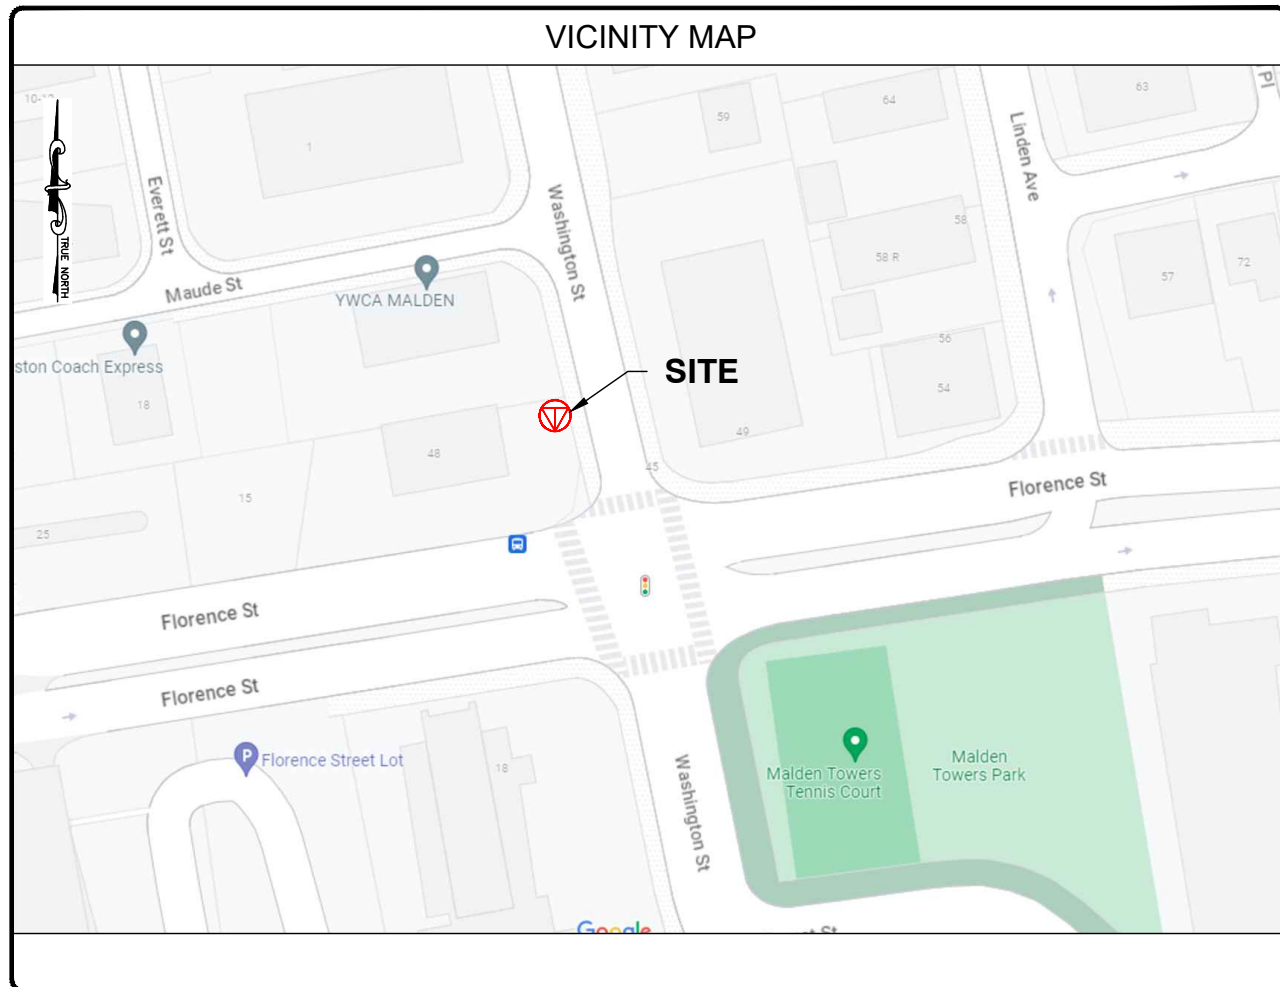 VICINITY MAP
TRUE NORTH
1
59
64
63
Pl
Everett St
Washington St
Linden Ave
Maude St
YWCA MALDEN
58
58 R
57
72
ston Coach Express
18
SITE
56
54
49
48
45
15
25
Florence St
Florence St
Florence St
P
Florence Street Lot
18
Washington St
Malden Towers
Tennis Court
Malden
Towers Park
Google
St